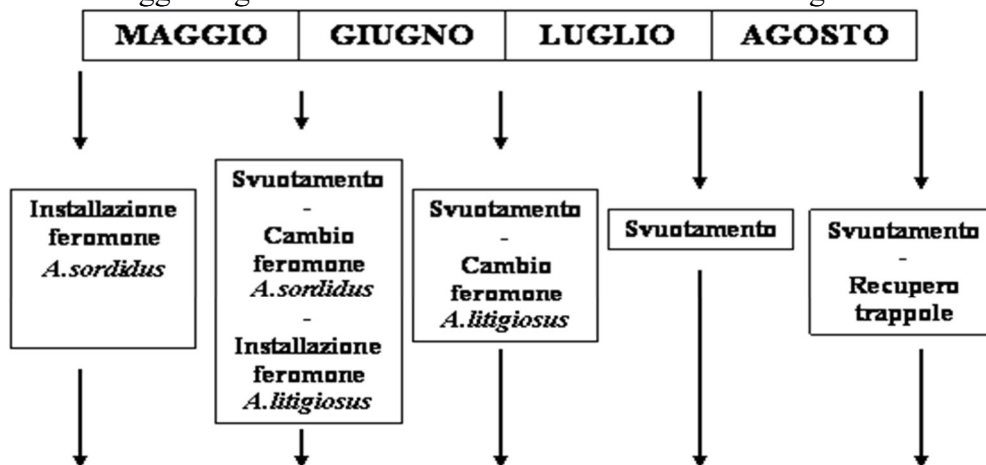 MAGGIO GIUGNO LUGLIO AGOSTO
Installazione
feromone
A.sordidus
Svuotamento
-
Cambio
feromone
A.sordidus
-
Installazione
feromone
A.litigiosus
Svuotamento
-
Cambio
feromone
A.litigiosus
Svuotamento
Svuotamento
-
Recupero
trappole